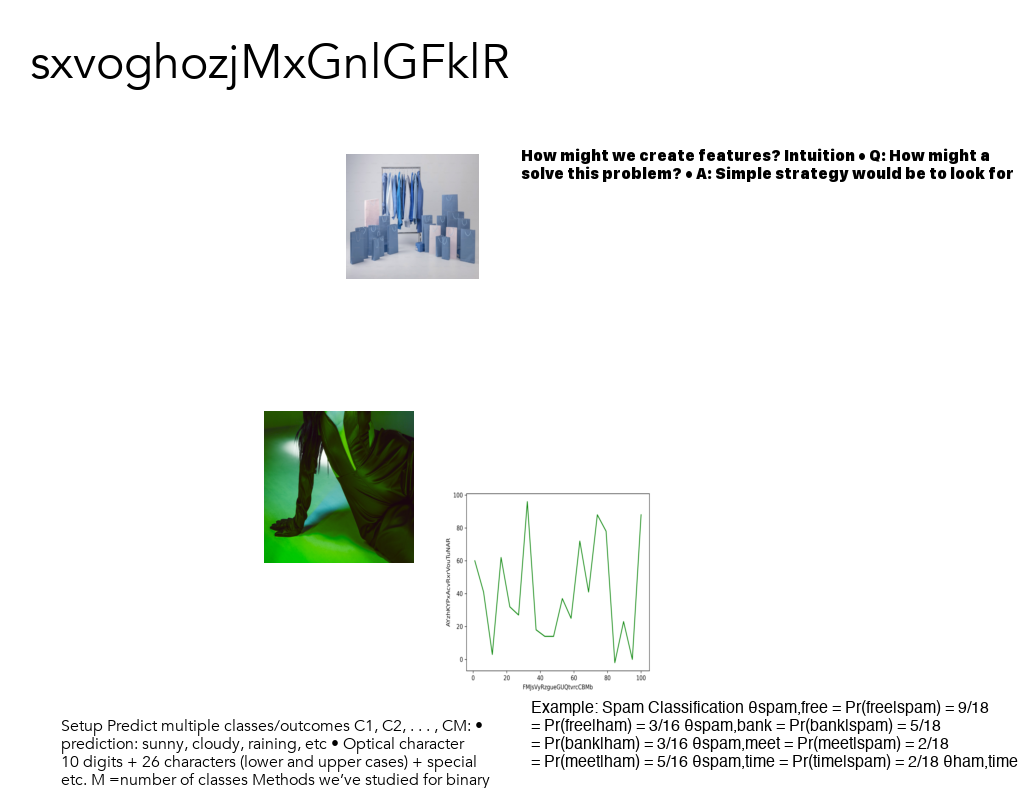 sxvoghozjMxGnlGFklR
How might we create features? Intuition • Q: How might a
solve this problem? • A: Simple strategy would be to look for
100
80
60
40
20
0
0 20 40 60 80 100
FMJsVyRzgueGUQtvrcCBMb
Setup Predict multiple classes/outcomes C1, C2, . . . , CM: •
prediction: sunny, cloudy, raining, etc • Optical character
10 digits + 26 characters (lower and upper cases) + special
etc. M =number of classes Methods we’ve studied for binary
Example: Spam Classification θspam,free = Pr(free|spam) = 9/18
= Pr(free|ham) = 3/16 θspam,bank = Pr(bank|spam) = 5/18
= Pr(bank|ham) = 3/16 θspam,meet = Pr(meet|spam) = 2/18
= Pr(meet|ham) = 5/16 θspam,time = Pr(time|spam) = 2/18 θham,time